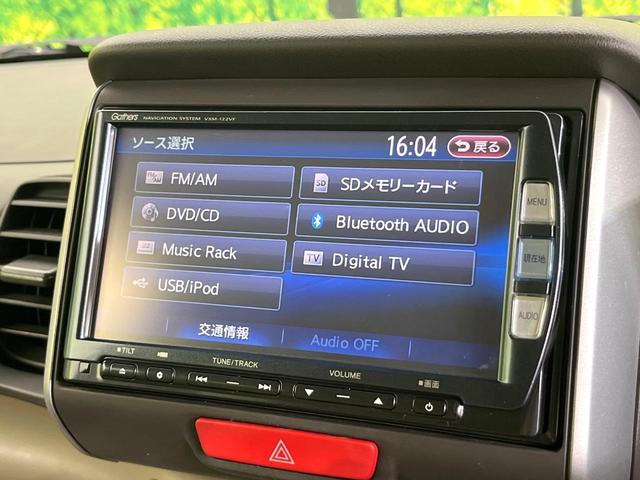 Gathers NAVIGATION SYSTEM VXM-122VF
ソース選択 16:04 戻る
FM/AM
SD SDメモリーカード
DVD/CD
Bluetooth AUDIO
Music Rack
TV Digital TV
USB/iPod
交通情報 Audio OFF
MENU
現在地
AUDIO
TILT TUNE/TRACK VOLUME 画面